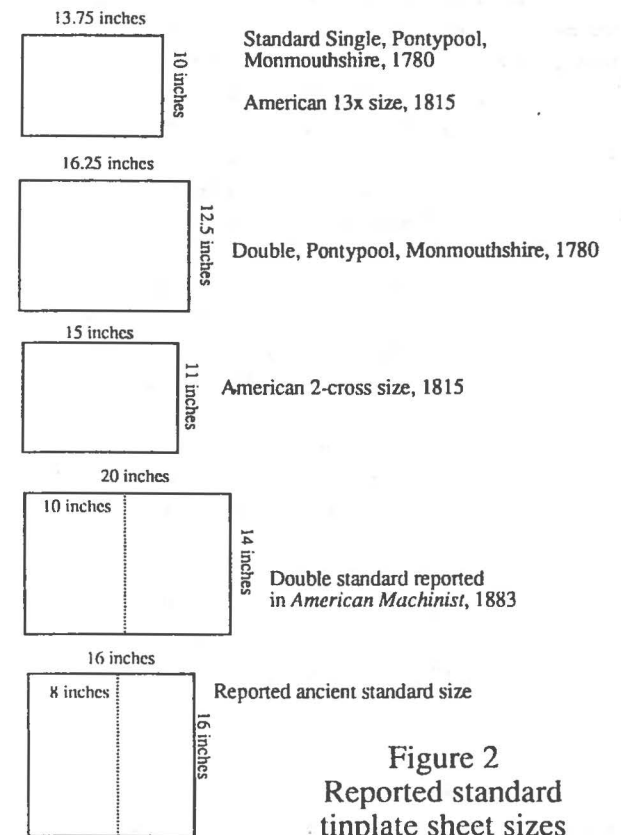 13.75 inches
10 inches
Standard Single, Pontypool,
Monmouthshire, 1780
American 13x size, 1815
16.25 inches
12.5 inches
Double, Pontypool, Monmouthshire, 1780
15 inches
11 inches
American 2-cross size, 1815
20 inches
10 inches
14 inches
Double standard reported
in American Machinist, 1883
16 inches
8 inches
16 inches
Reported ancient standard size
Figure 2
Reported standard
tinplate sheet sizes